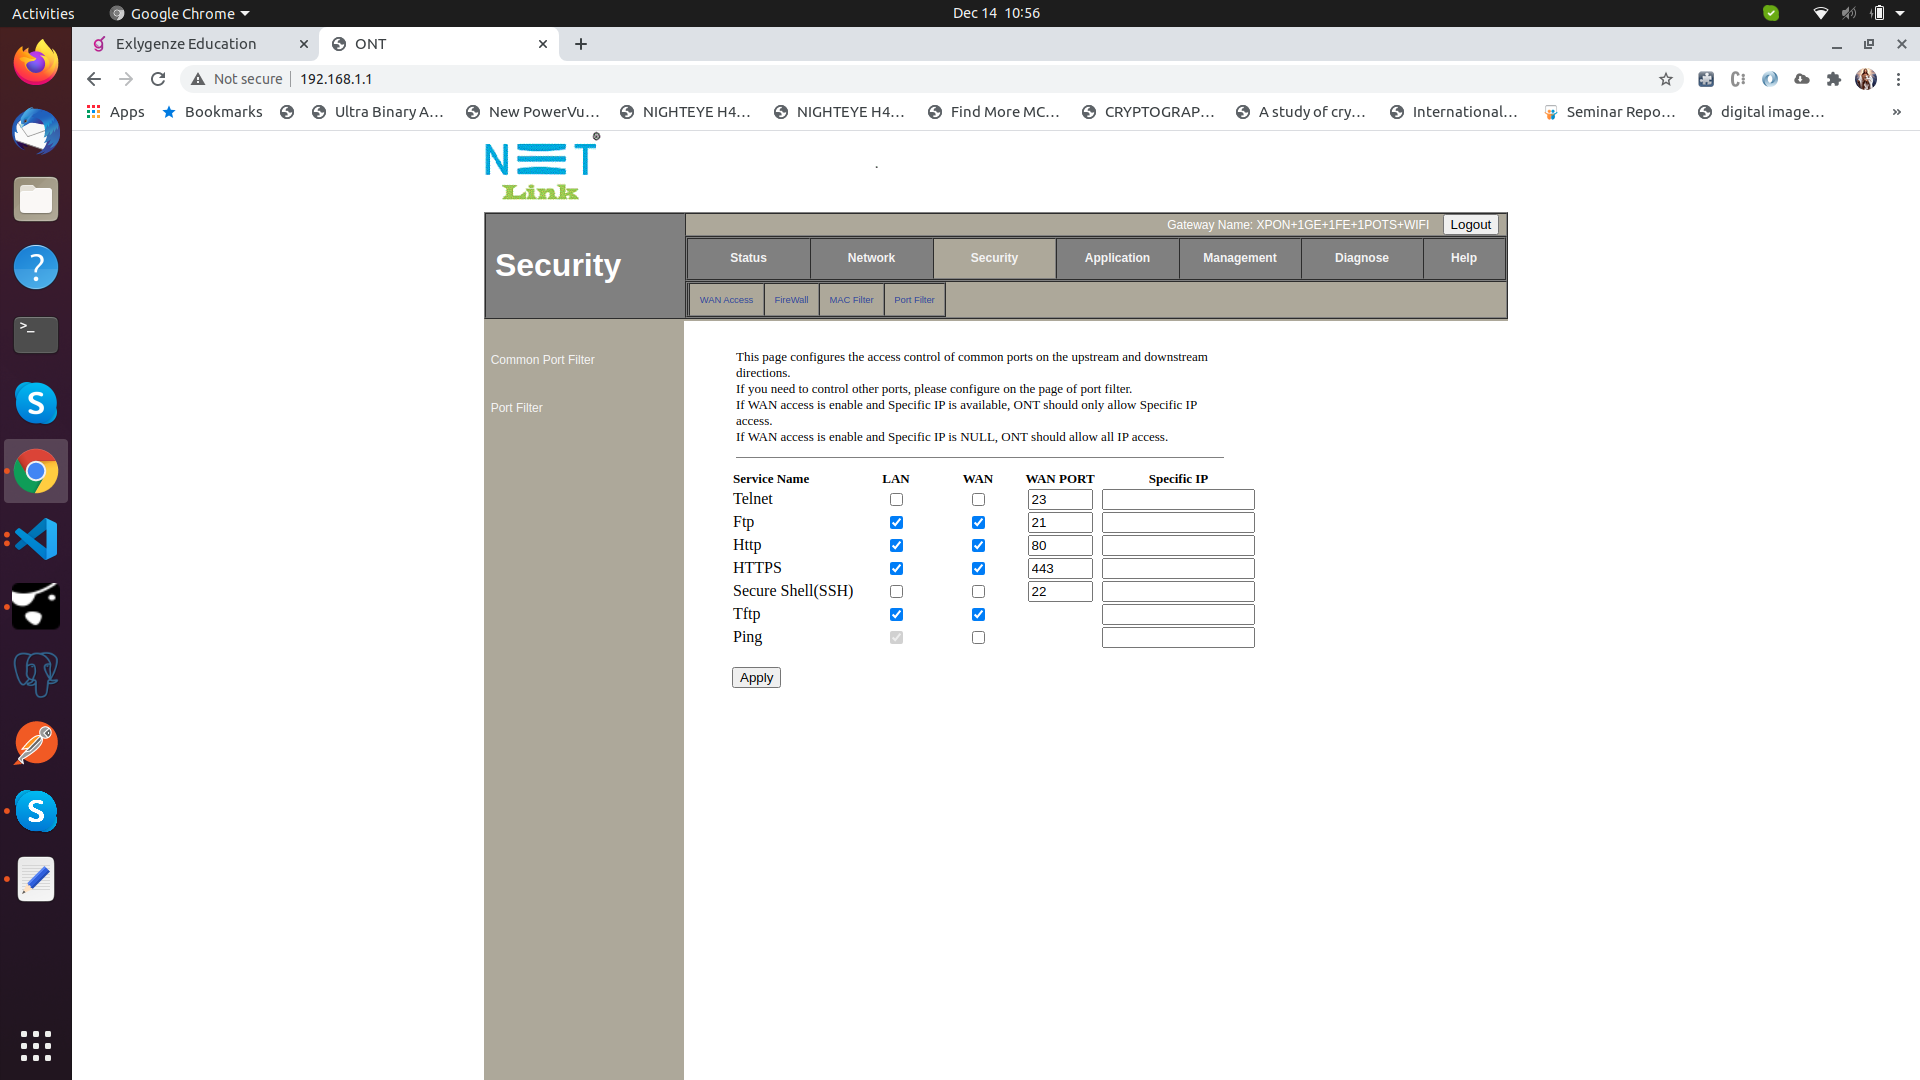 Activities
Google Chrome
Dec 14 10:56
Exlygenze Education
ONT
Not secure
192.168.1.1
Apps
Bookmarks
Ultra Binary A...
New PowerVu...
NIGHTEYE H4...
NIGHTEYE H4...
Find More MC...
CRYPTOGRAP...
A study of cry...
International...
Seminar Repo...
digital image...
»
NET
Link
.
Gateway Name: XPON+1GE+1FE+1POTS+WIFI
Logout
Security
Status
Network
Security
Application
Management
Diagnose
Help
WAN Access
FireWall
MAC Filter
Port Filter
Common Port Filter
Port Filter
This page configures the access control of common ports on the upstream and downstream
directions.
If you need to control other ports, please configure on the page of port filter.
If WAN access is enable and Specific IP is available, ONT should only allow Specific IP
access.
If WAN access is enable and Specific IP is NULL, ONT should allow all IP access.
Service Name LAN WAN WAN PORT Specific IP
Telnet 23
Ftp 21
Http 80
HTTPS 443
Secure Shell(SSH) 22
Tftp
Ping
Apply